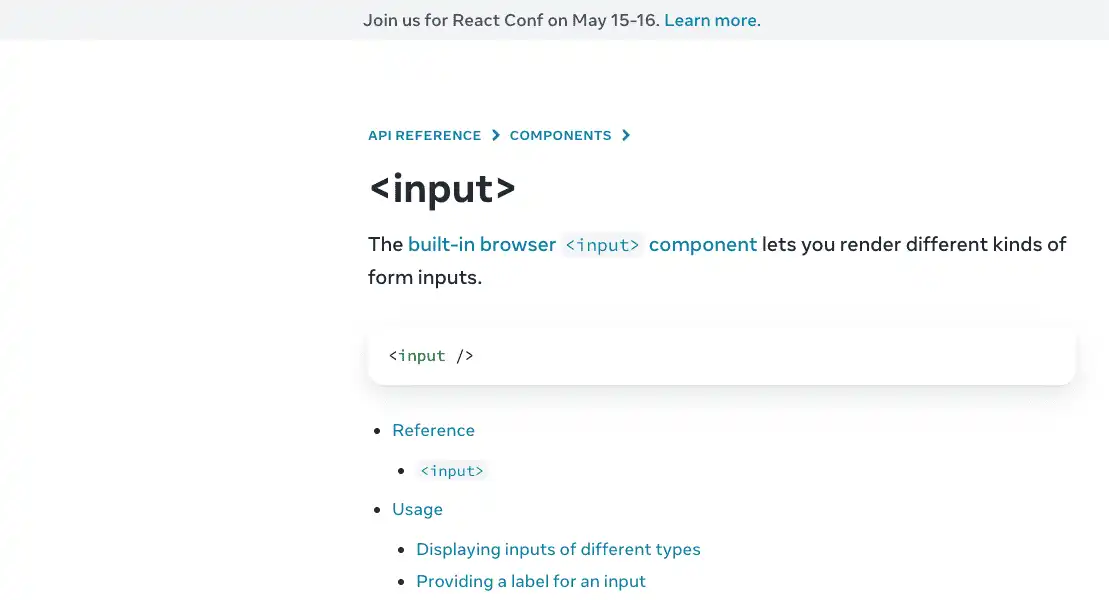 Join us for React Conf on May 15-16. Learn more.
API REFERENCE
COMPONENTS
<input>
The built-in browser <input> component lets you render different kinds of
form inputs.
<input />
Reference
<input>
Usage
Displaying inputs of different types
Providing a label for an input